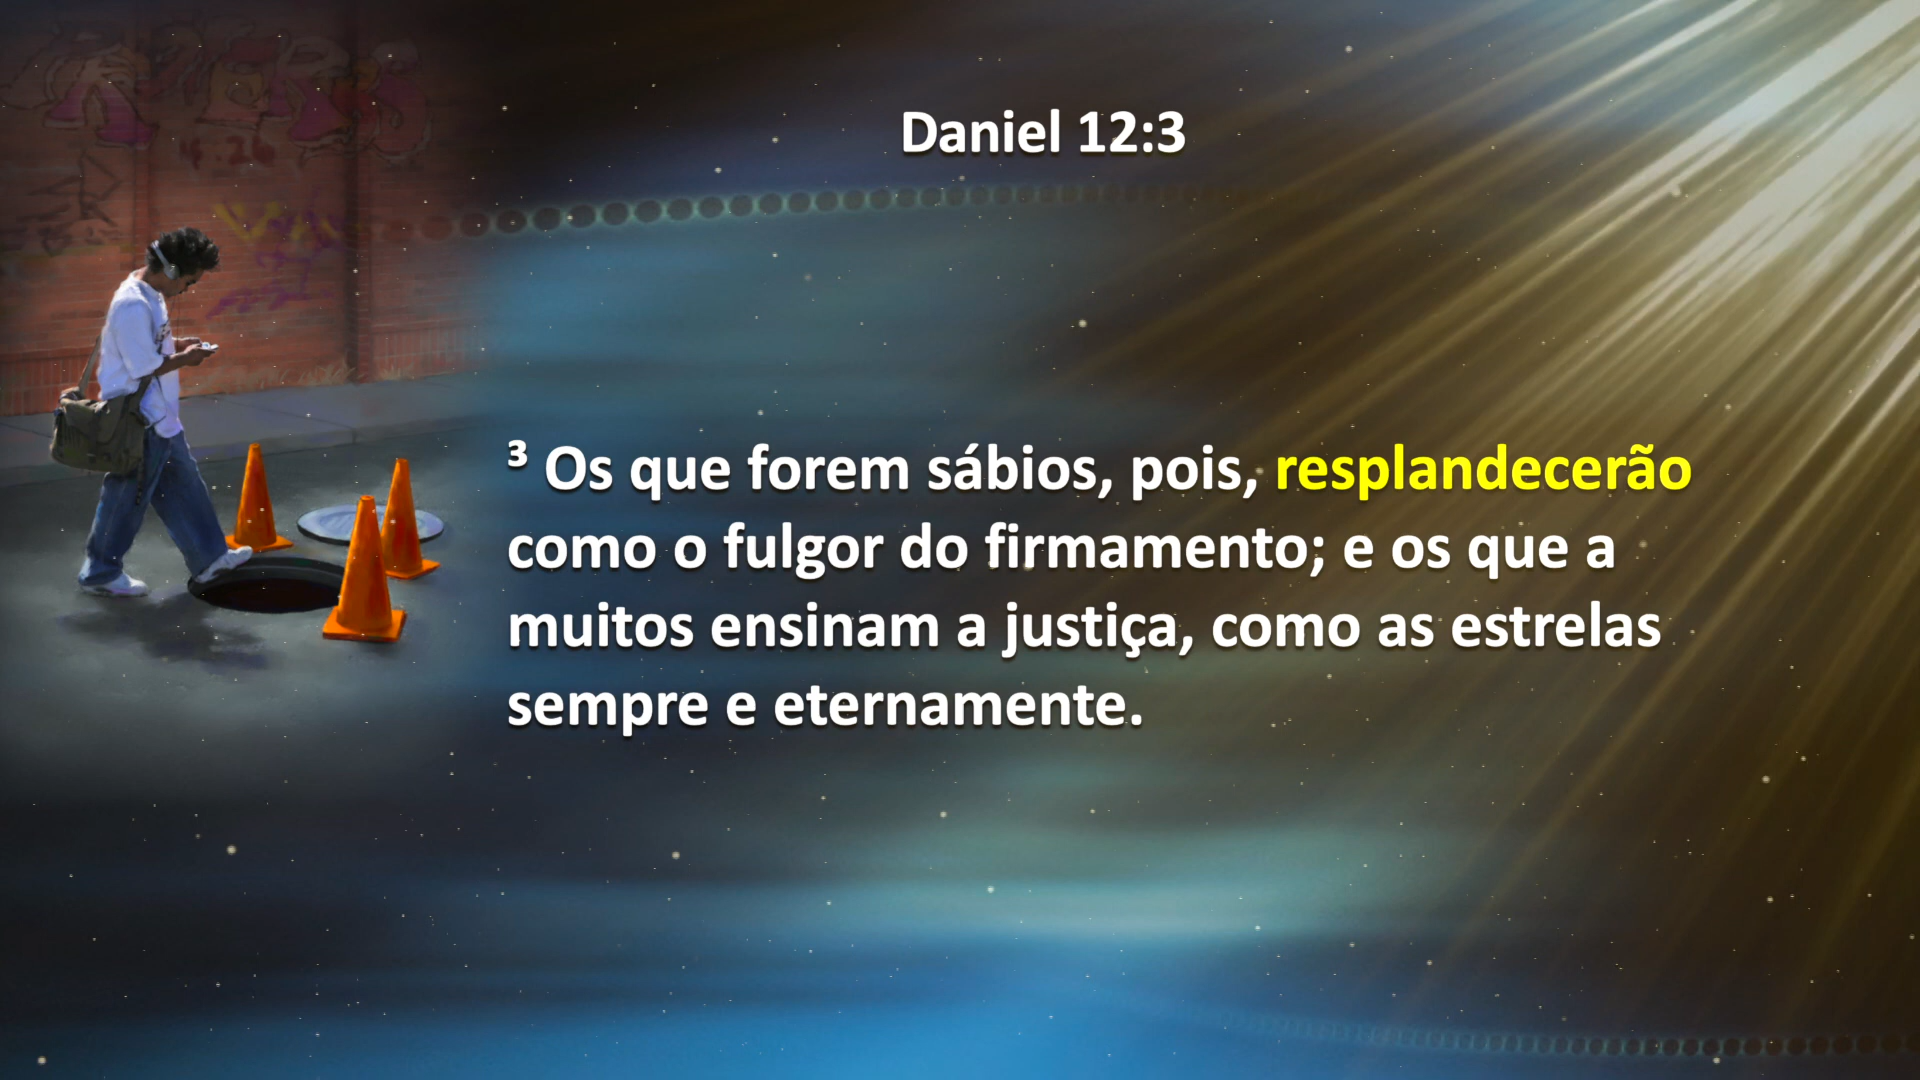 Daniel 12:3
³ Os que forem sábios, pois, resplandecerão
como o fulgor do firmamento; e os que a
muitos ensinam a justiça, como as estrelas
sempre e eternamente.